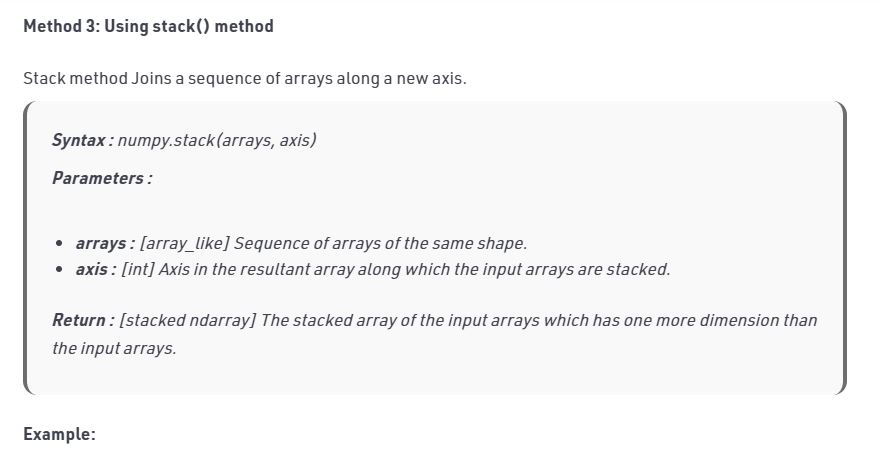 Method 3: Using stack() method
Stack method Joins a sequence of arrays along a new axis.
Syntax : numpy.stack(arrays, axis)
Parameters :
• arrays : [array_like] Sequence of arrays of the same shape.
• axis : [int] Axis in the resultant array along which the input arrays are stacked.
Return : [stacked ndarray] The stacked array of the input arrays which has one more dimension than
the input arrays.
Example: